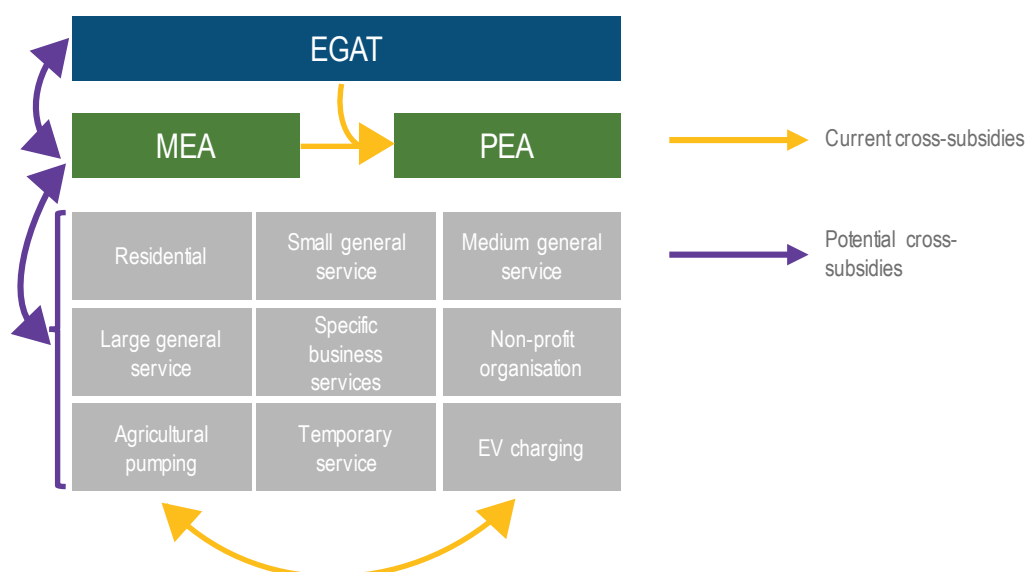 EGAT
MEA
PEA
Current cross-subsidies
Residential
Small general
service
Medium general
service
Potential cross-
subsidies
Large general
service
Specific
business
services
Non-profit
organisation
Agricultural
pumping
Temporary
service
EV charging